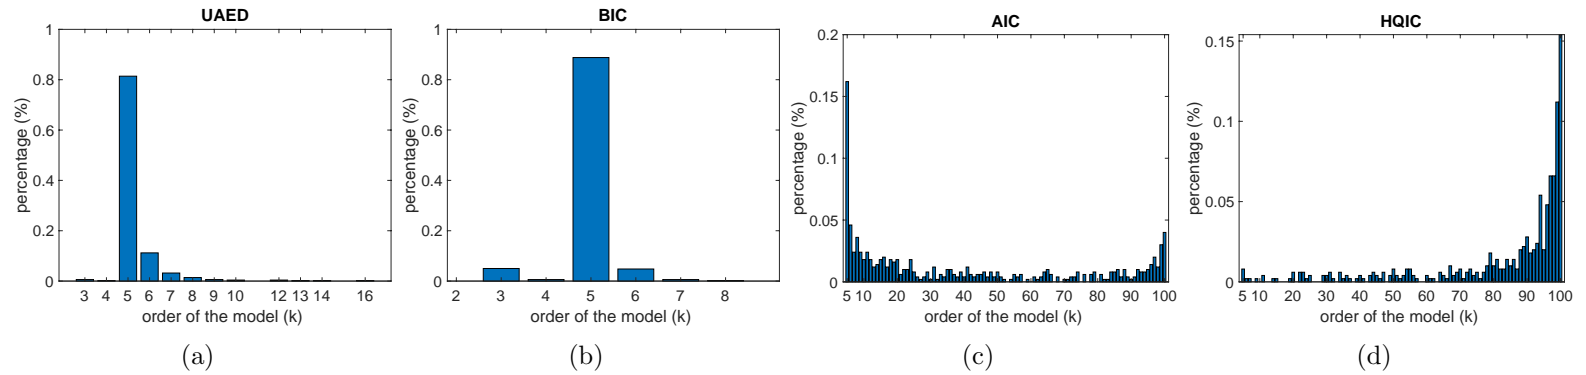 UAED
1
0.8
0.6
0.4
0.2
0
percentage (%)
3 4 5 6 7 8 9 10 12 13 14 16
order of the model (k)
(a)
BIC
1
0.8
0.6
0.4
0.2
0
percentage (%)
2 3 4 5 6 7 8
order of the model (k)
(b)
AIC
0.2
0.15
0.1
0.05
0
percentage (%)
5 10 20 30 40 50 60 70 80 90 100
order of the model (k)
(c)
HQIC
0.15
0.1
0.05
0
percentage (%)
5 10 20 30 40 50 60 70 80 90 100
order of the model (k)
(d)